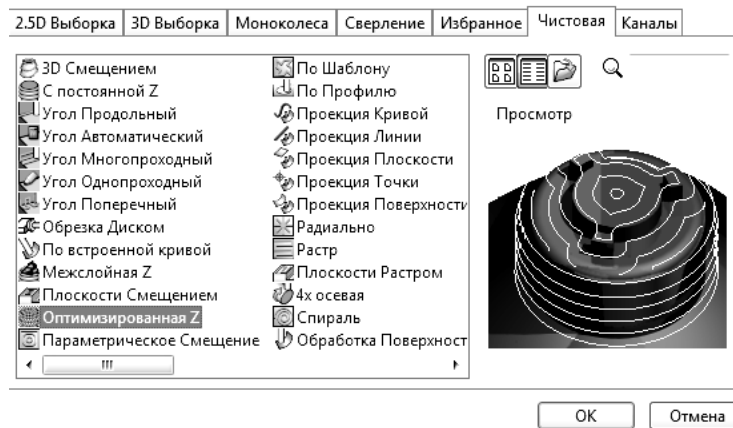 2.5D Выборка 3D Выборка Моноколеса Сверление Избранное Чистовая Каналы
3D Смещением
С постоянной Z
Угол Продольный
Угол Автоматический
Угол Многопроходный
Угол Однопроходный
Угол Поперечный
Обрезка Диском
По встроенной кривой
Межслойная Z
Плоскости Смещением
Оптимизированная Z
Параметрическое Смещение
По Шаблону
По Профилю
Проекция Кривой
Проекция Линии
Проекция Плоскости
Проекция Точки
Проекция Поверхности
Радиально
Растр
Плоскости Растром
4х осевая
Спираль
Обработка Поверхност
Просмотр
OK Отмена